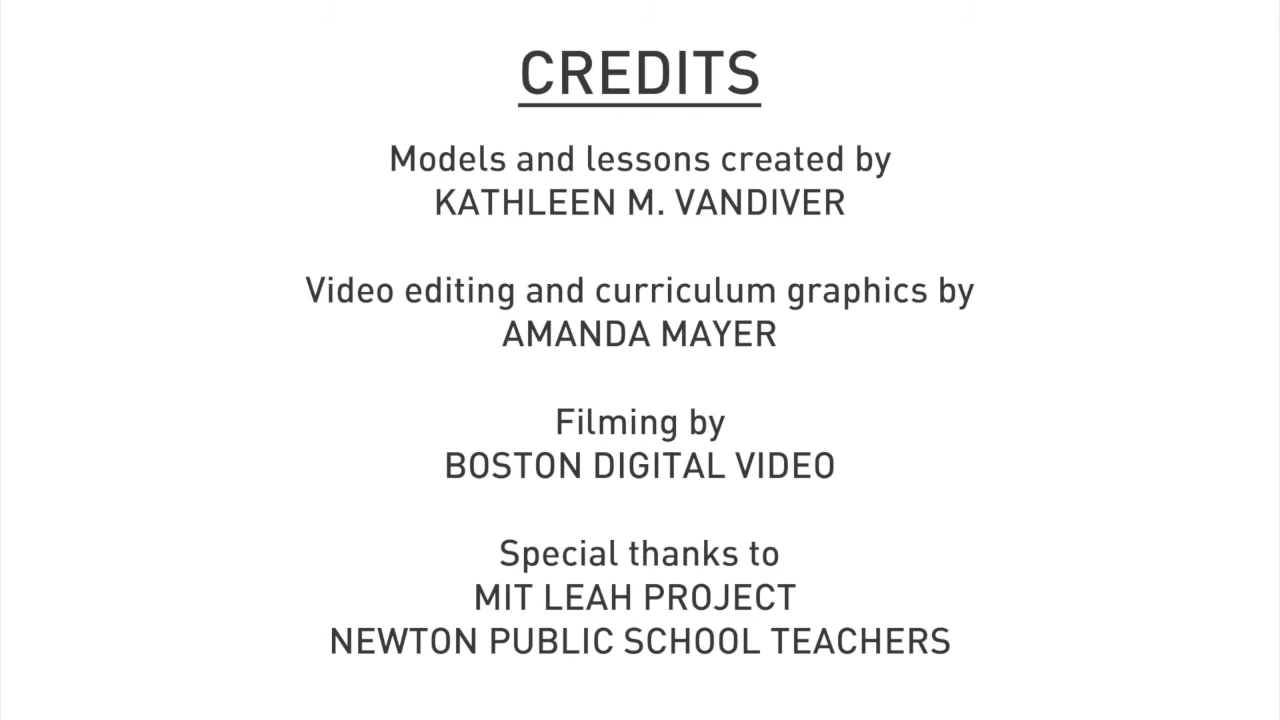 CREDITS
Models and lessons created by
KATHLEEN M. VANDIVER
Video editing and curriculum graphics by
AMANDA MAYER
Filming by
BOSTON DIGITAL VIDEO
Special thanks to
MIT LEAH PROJECT
NEWTON PUBLIC SCHOOL TEACHERS